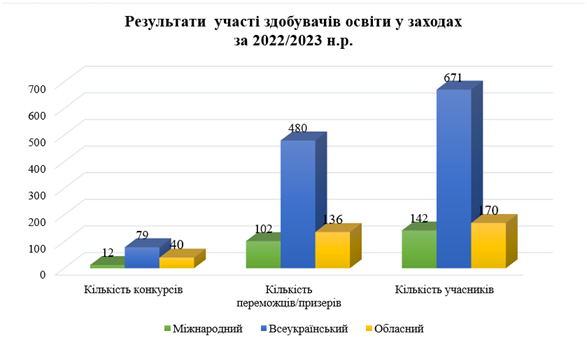 Результати участі здобувачів освіти у заходах
за 2022/2023 н.р.
700
600
500
400
300
200
100
0
12
79
40
102
480
136
142
671
170
Кількість конкурсів
Кількість
переможців/призерів
Кількість учасників
Міжнародний
Всеукраїнський
Обласний